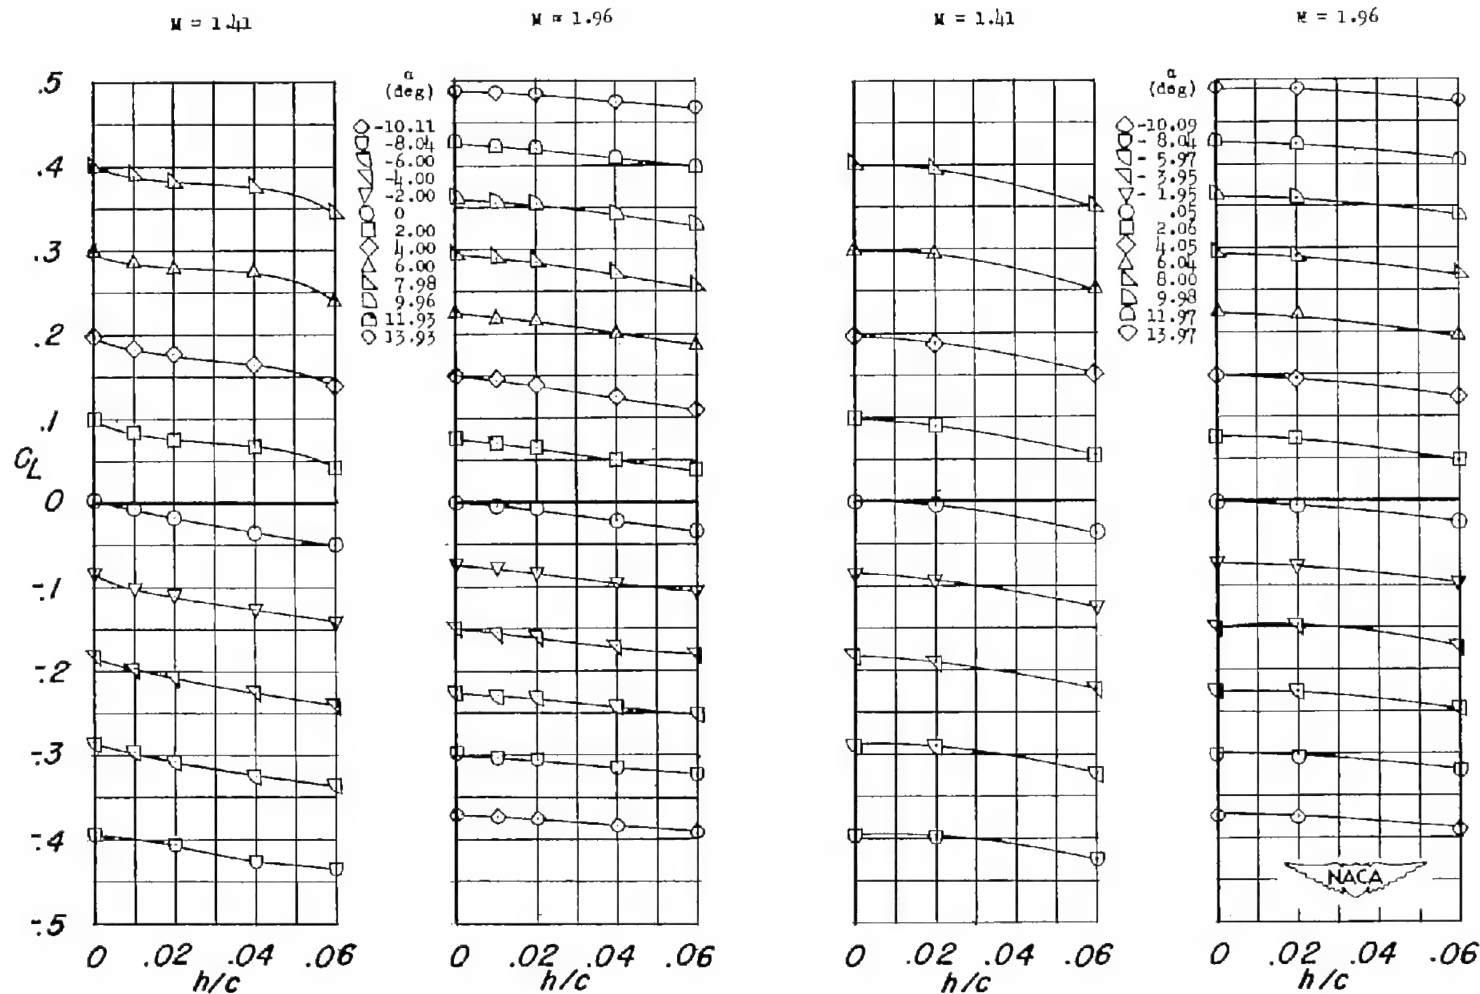 M = 1.41
M = 1.96
M = 1.41
M = 1.96
.5
.4
.3
.2
.1
C_L
0
-.1
-.2
-.3
-.4
-.5
0 .02 .04 .06
h/c
α
(deg)
-10.11
-8.04
-6.00
-4.00
-2.00
0
2.00
4.00
6.00
7.98
9.96
11.93
13.93
0 .02 .04 .06
h/c
0 .02 .04 .06
h/c
α
(deg)
-10.09
- 8.04
- 5.97
- 3.95
- 1.95
.05
2.06
4.05
6.04
8.00
9.98
11.97
13.97
NACA
0 .02 .04 .06
h/c